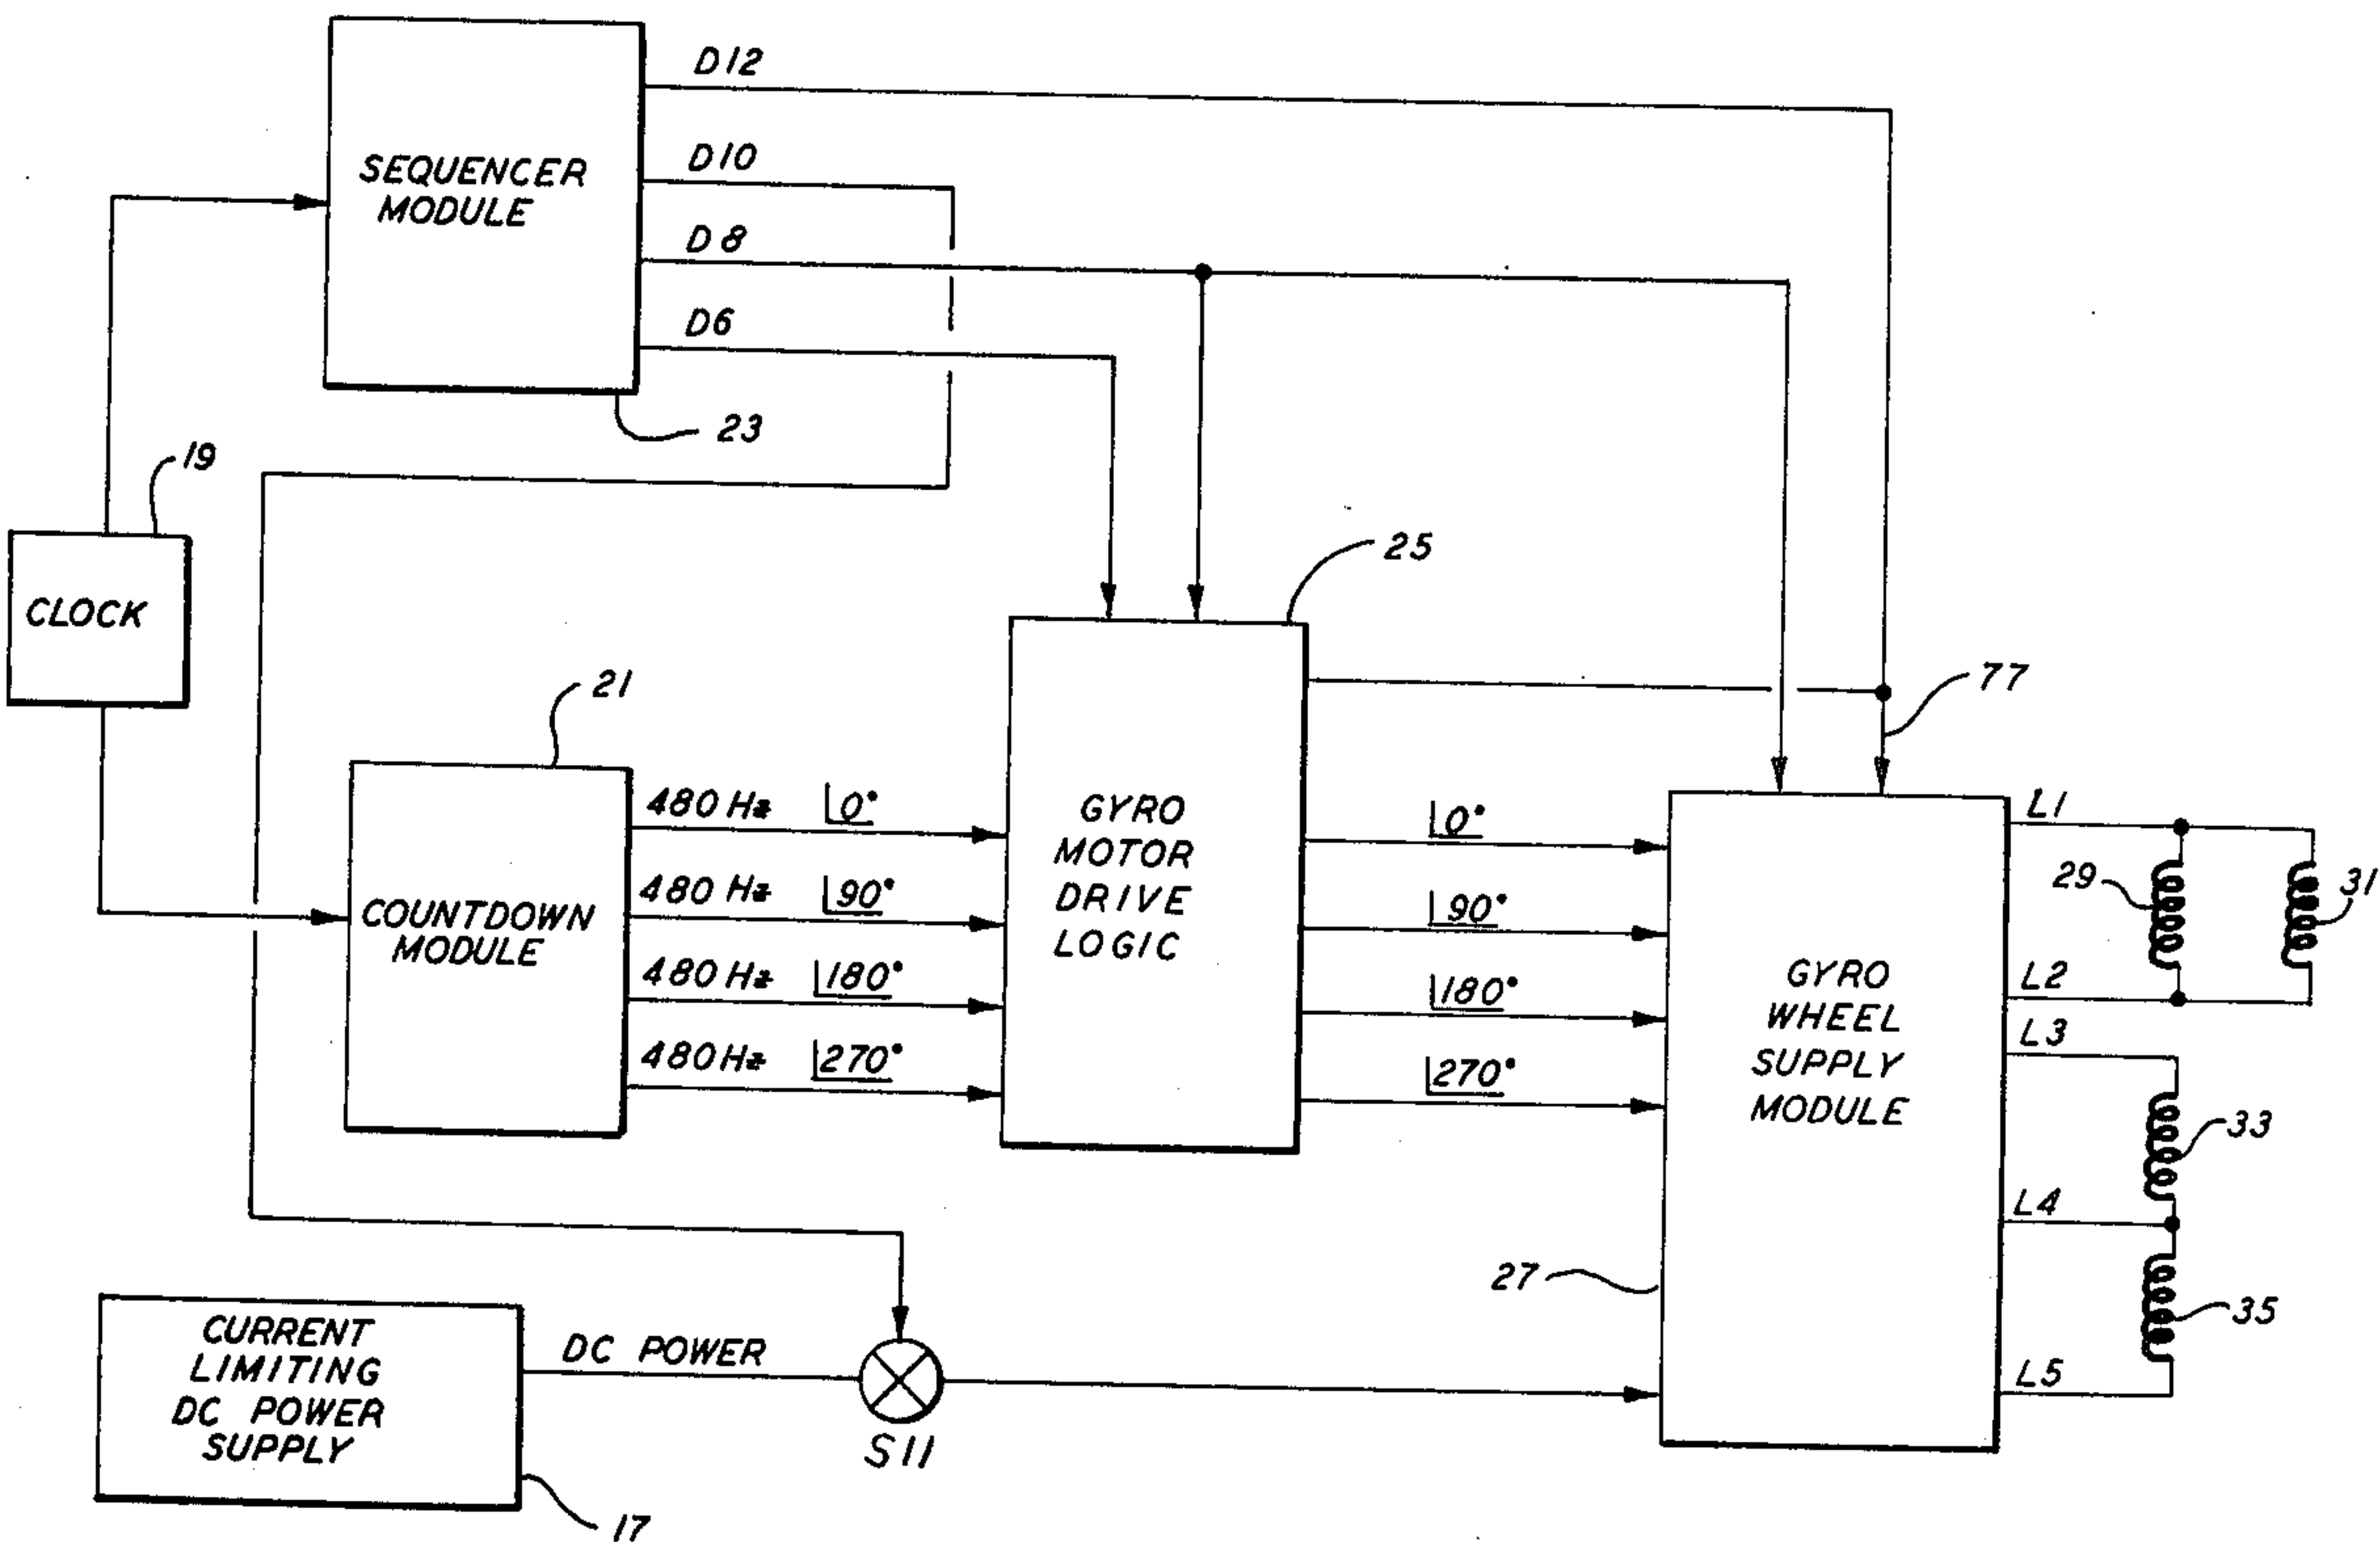 D12
SEQUENCER
MODULE
D10
D8
D6
23
19
CLOCK
25
77
21
COUNTDOWN
MODULE
480 Hz 0°
480 Hz 90°
480 Hz 180°
480 Hz 270°
GYRO
MOTOR
DRIVE
LOGIC
0°
90°
180°
270°
GYRO
WHEEL
SUPPLY
MODULE
27
L1
29
31
L2
L3
33
L4
35
L5
CURRENT
LIMITING
DC POWER
SUPPLY
17
DC POWER
S11